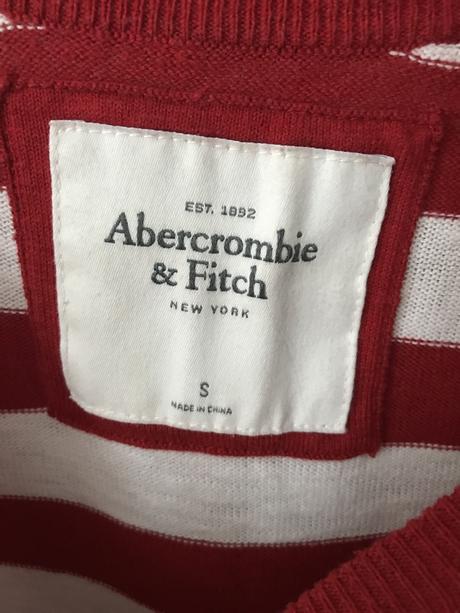 EST. 1892
Abercrombie
& Fitch
NEW YORK
S
MADE IN CHINA